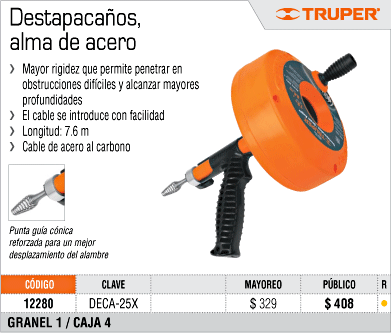 Destapacaños,
alma de acero
TRUPER®
Mayor rigidez que permite penetrar en
obstrucciones difíciles y alcanzar mayores
profundidades
El cable se introduce con facilidad
Longitud: 7.6 m
Cable de acero al carbono
Punta guía cónica
reforzada para un mejor
desplazamiento del alambre
CÓDIGO CLAVE MAYOREO PÚBLICO R
12280 DECA-25X $ 329 $ 408
GRANEL 1 / CAJA 4